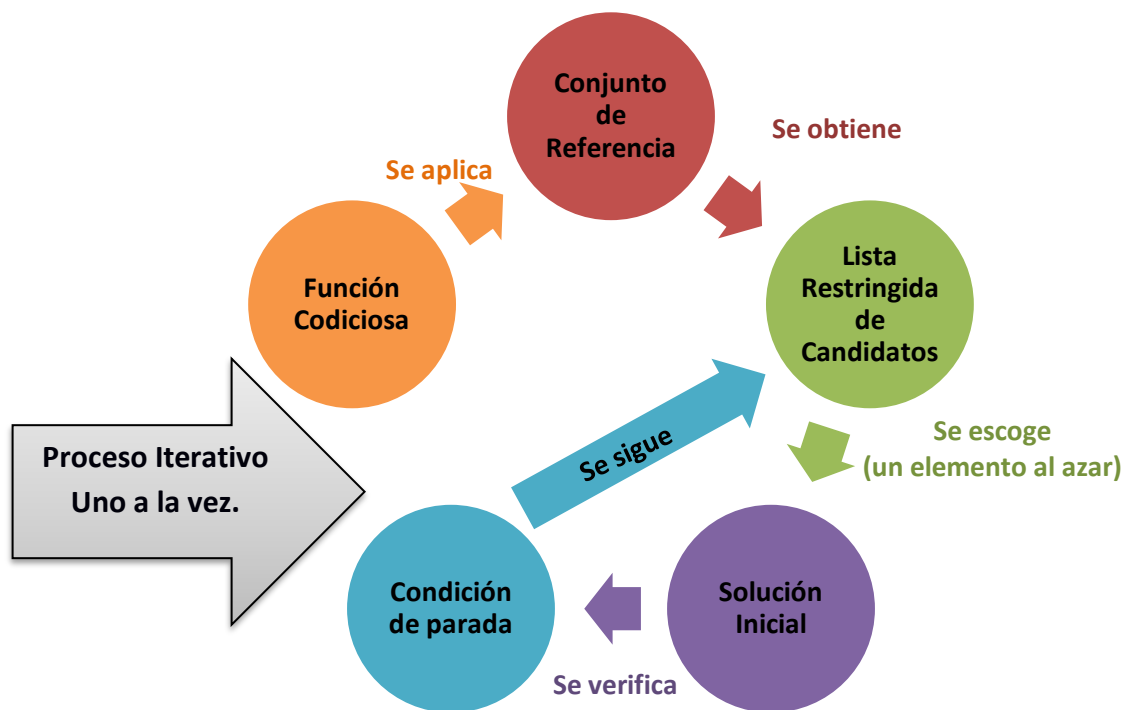 Conjunto
de
Referencia
Se obtiene
Se aplica
Función
Codiciosa
Lista
Restringida
de
Candidatos
Proceso Iterativo
Uno a la vez.
Se sigue
Se escoge
(un elemento al azar)
Condición
de parada
Solución
Inicial
Se verifica